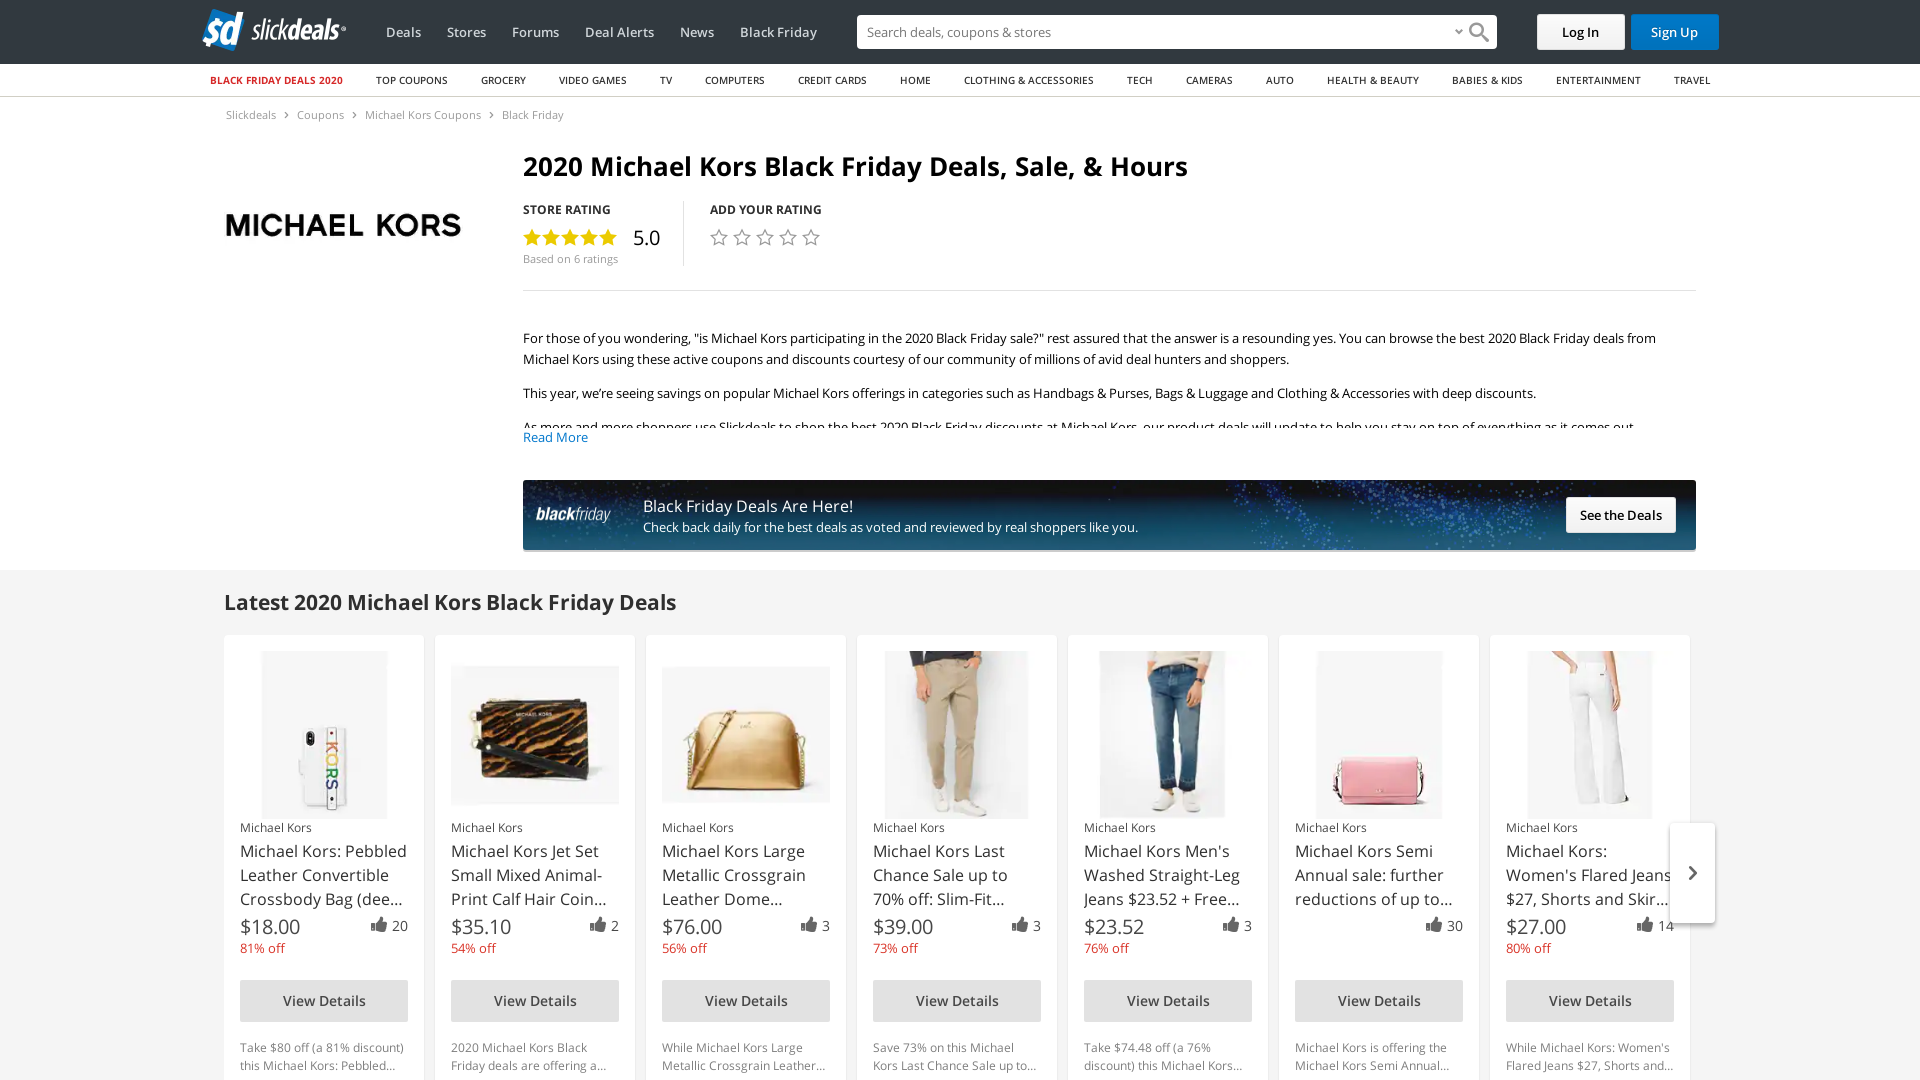 slickdeals
Deals
Stores
Forums
Deal Alerts
News
Black Friday
Search deals, coupons & stores
Log In
Sign Up
BLACK FRIDAY DEALS 2020
TOP COUPONS
GROCERY
VIDEO GAMES
TV
COMPUTERS
CREDIT CARDS
HOME
CLOTHING & ACCESSORIES
TECH
CAMERAS
AUTO
HEALTH & BEAUTY
BABIES & KIDS
ENTERTAINMENT
TRAVEL
Slickdeals > Coupons > Michael Kors Coupons > Black Friday
MICHAEL KORS
2020 Michael Kors Black Friday Deals, Sale, & Hours
STORE RATING
5.0
Based on 6 ratings
ADD YOUR RATING
For those of you wondering, "is Michael Kors participating in the 2020 Black Friday sale?" rest assured that the answer is a resounding yes. You can browse the best 2020 Black Friday deals from
Michael Kors using these active coupons and discounts courtesy of our community of millions of avid deal hunters and shoppers.
This year, we’re seeing savings on popular Michael Kors offerings in categories such as Handbags & Purses, Bags & Luggage and Clothing & Accessories with deep discounts.
As more and more shoppers use Slickdeals to shop the best 2020 Black Friday discounts at Michael Kors, our product deals will update to help you stay on top of everything as it comes out.
Read More
blackfriday
Black Friday Deals Are Here!
Check back daily for the best deals as voted and reviewed by real shoppers like you.
See the Deals
Latest 2020 Michael Kors Black Friday Deals
KORS
Michael Kors
Michael Kors: Pebbled
Leather Convertible
Crossbody Bag (dee...
$18.00
20
81% off
View Details
Take $80 off (a 81% discount)
this Michael Kors: Pebbled...
MICHAEL KORS
Michael Kors
Michael Kors Jet Set
Small Mixed Animal-
Print Calf Hair Coin...
$35.10
2
54% off
View Details
2020 Michael Kors Black
Friday deals are offering a...
Michael Kors
Michael Kors Large
Metallic Crossgrain
Leather Dome...
$76.00
3
56% off
View Details
While Michael Kors Large
Metallic Crossgrain Leather...
Michael Kors
Michael Kors Last
Chance Sale up to
70% off: Slim-Fit...
$39.00
3
73% off
View Details
Save 73% on this Michael
Kors Last Chance Sale up to...
Michael Kors
Michael Kors Men's
Washed Straight-Leg
Jeans $23.52 + Free...
$23.52
3
76% off
View Details
Take $74.48 off (a 76%
discount) this Michael Kors...
Michael Kors
Michael Kors Semi
Annual sale: further
reductions of up to...
30
View Details
Michael Kors is offering the
Michael Kors Semi Annual...
Michael Kors
Michael Kors:
Women's Flared Jeans
$27, Shorts and Skir...
$27.00
14
80% off
View Details
While Michael Kors: Women's
Flared Jeans $27, Shorts and...